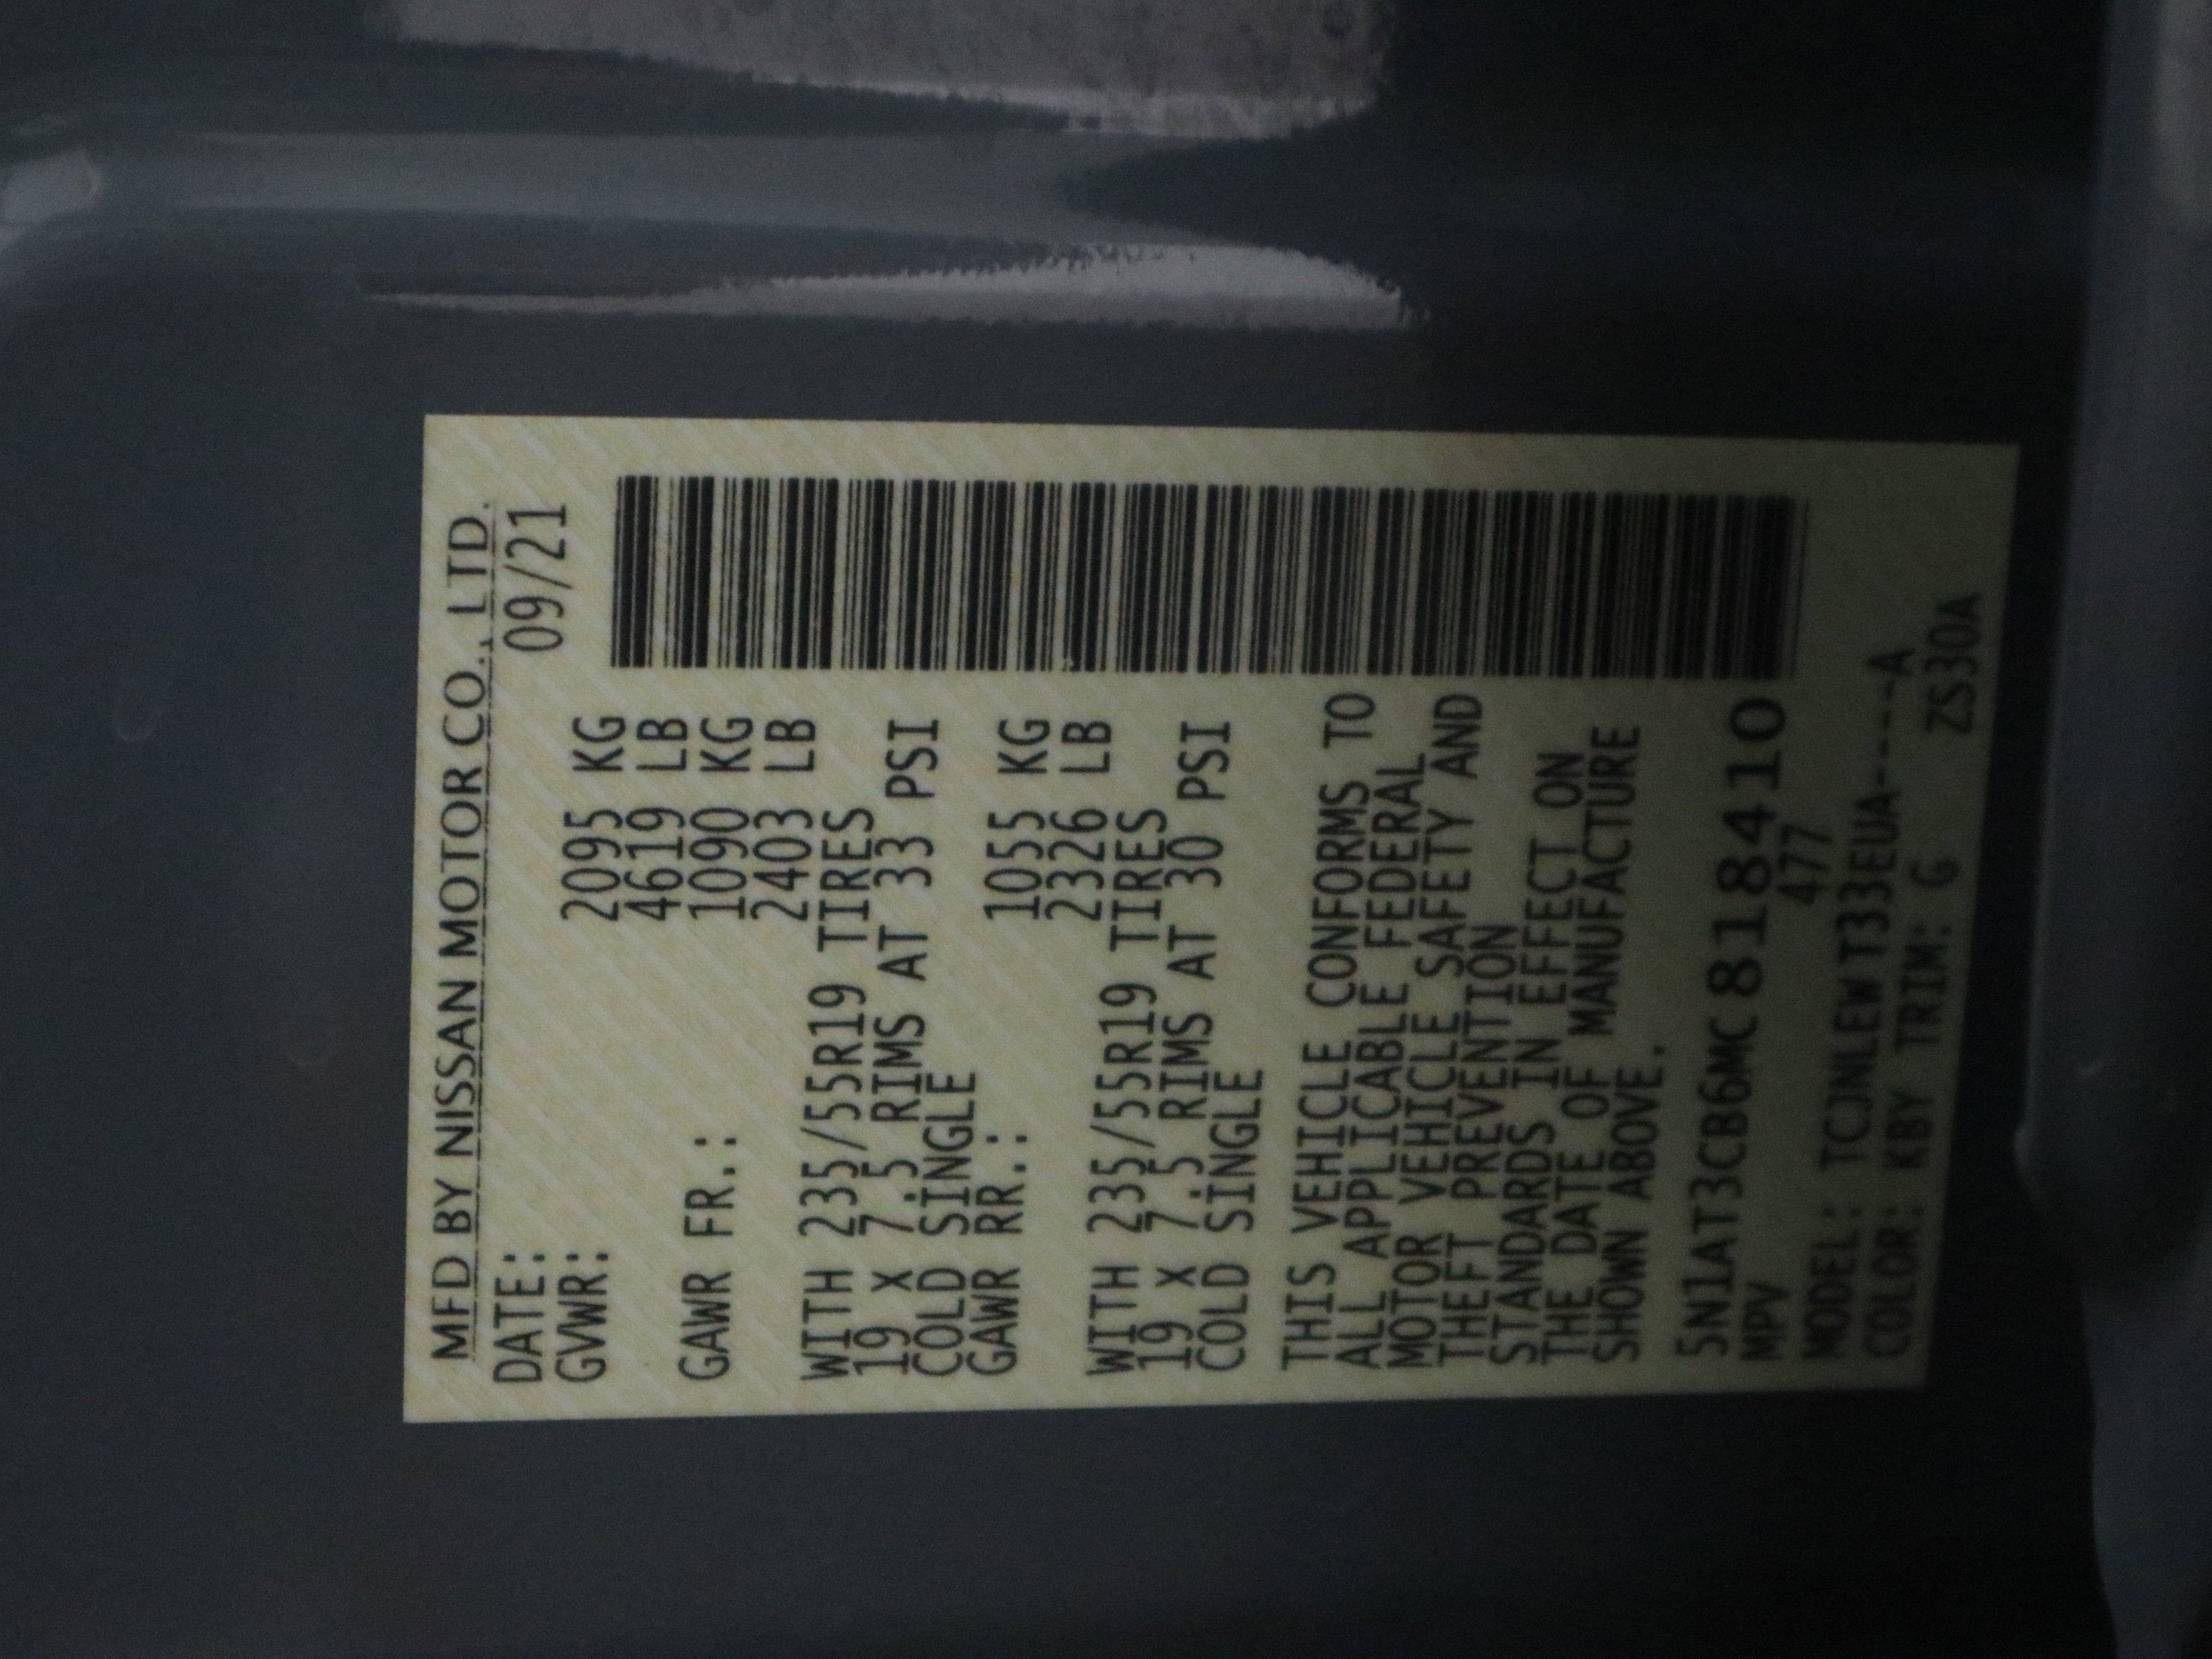 MFD BY NISSAN MOTOR CO., LTD.
DATE: 09/21
GVWR: 2095 KG
4619 LB
GAWR FR.: 1090 KG
2403 LB
WITH 235/55R19 TIRES
19 X 7.5 RIMS AT 33 PSI
COLD SINGLE
GAWR RR.: 1055 KG
2326 LB
WITH 235/55R19 TIRES
19 X 7.5 RIMS AT 30 PSI
COLD SINGLE
THIS VEHICLE CONFORMS TO
ALL APPLICABLE FEDERAL
MOTOR VEHICLE SAFETY AND
THEFT PREVENTION
STANDARDS IN EFFECT ON
THE DATE OF MANUFACTURE
SHOWN ABOVE.
5N1AT3CB6MC 818410
MPV 477
MODEL: TCJNLEW T33EUA----A
COLOR: KBY TRIM: G ZS30A